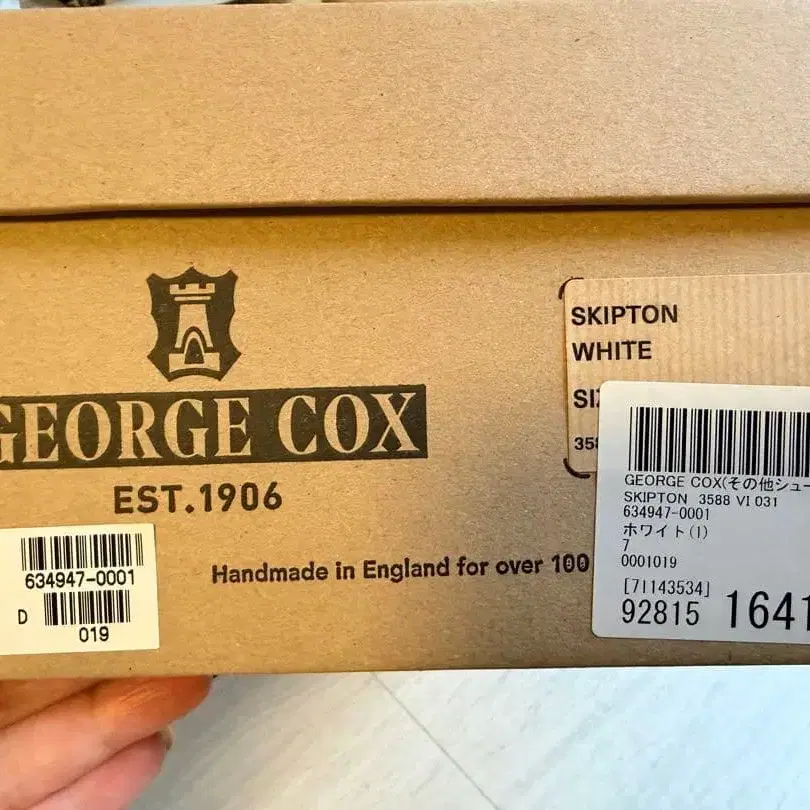 GEORGE COX
EST.1906
Handmade in England for over 100
634947-0001
D
019
SKIPTON
WHITE
GEORGE COX(その他シュー
SKIPTON 3588 VI 031
634947-0001
ホワイト(1)
7
0001019
[71143534]
92815 1641